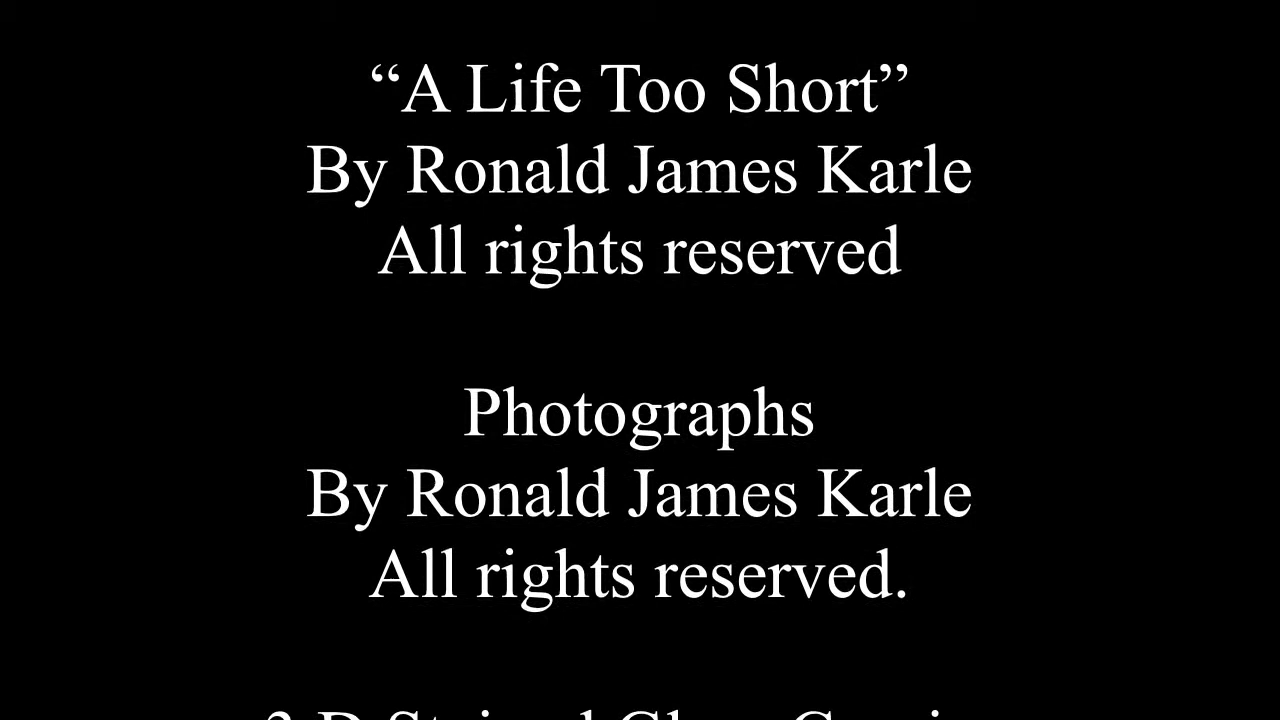 “A Life Too Short”
By Ronald James Karle
All rights reserved
Photographs
By Ronald James Karle
All rights reserved.